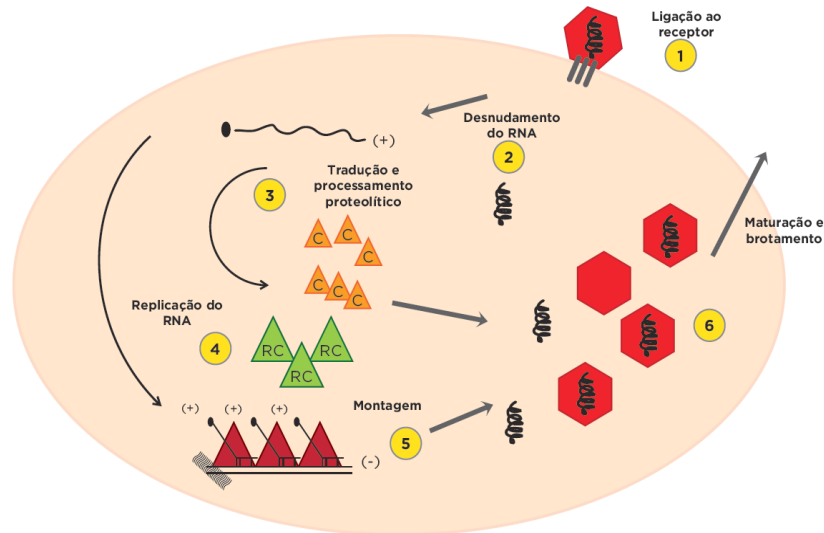 Ligação ao
receptor
1
Desnudamento
do RNA
2
(+)
3
Tradução e
processamento
proteolítico
C
C
C
C
C
C
Replicação do
RNA
4
RC
RC
RC
(+)
(+)
(+)
(-)
Montagem
5
6
Maturação e
brotamento